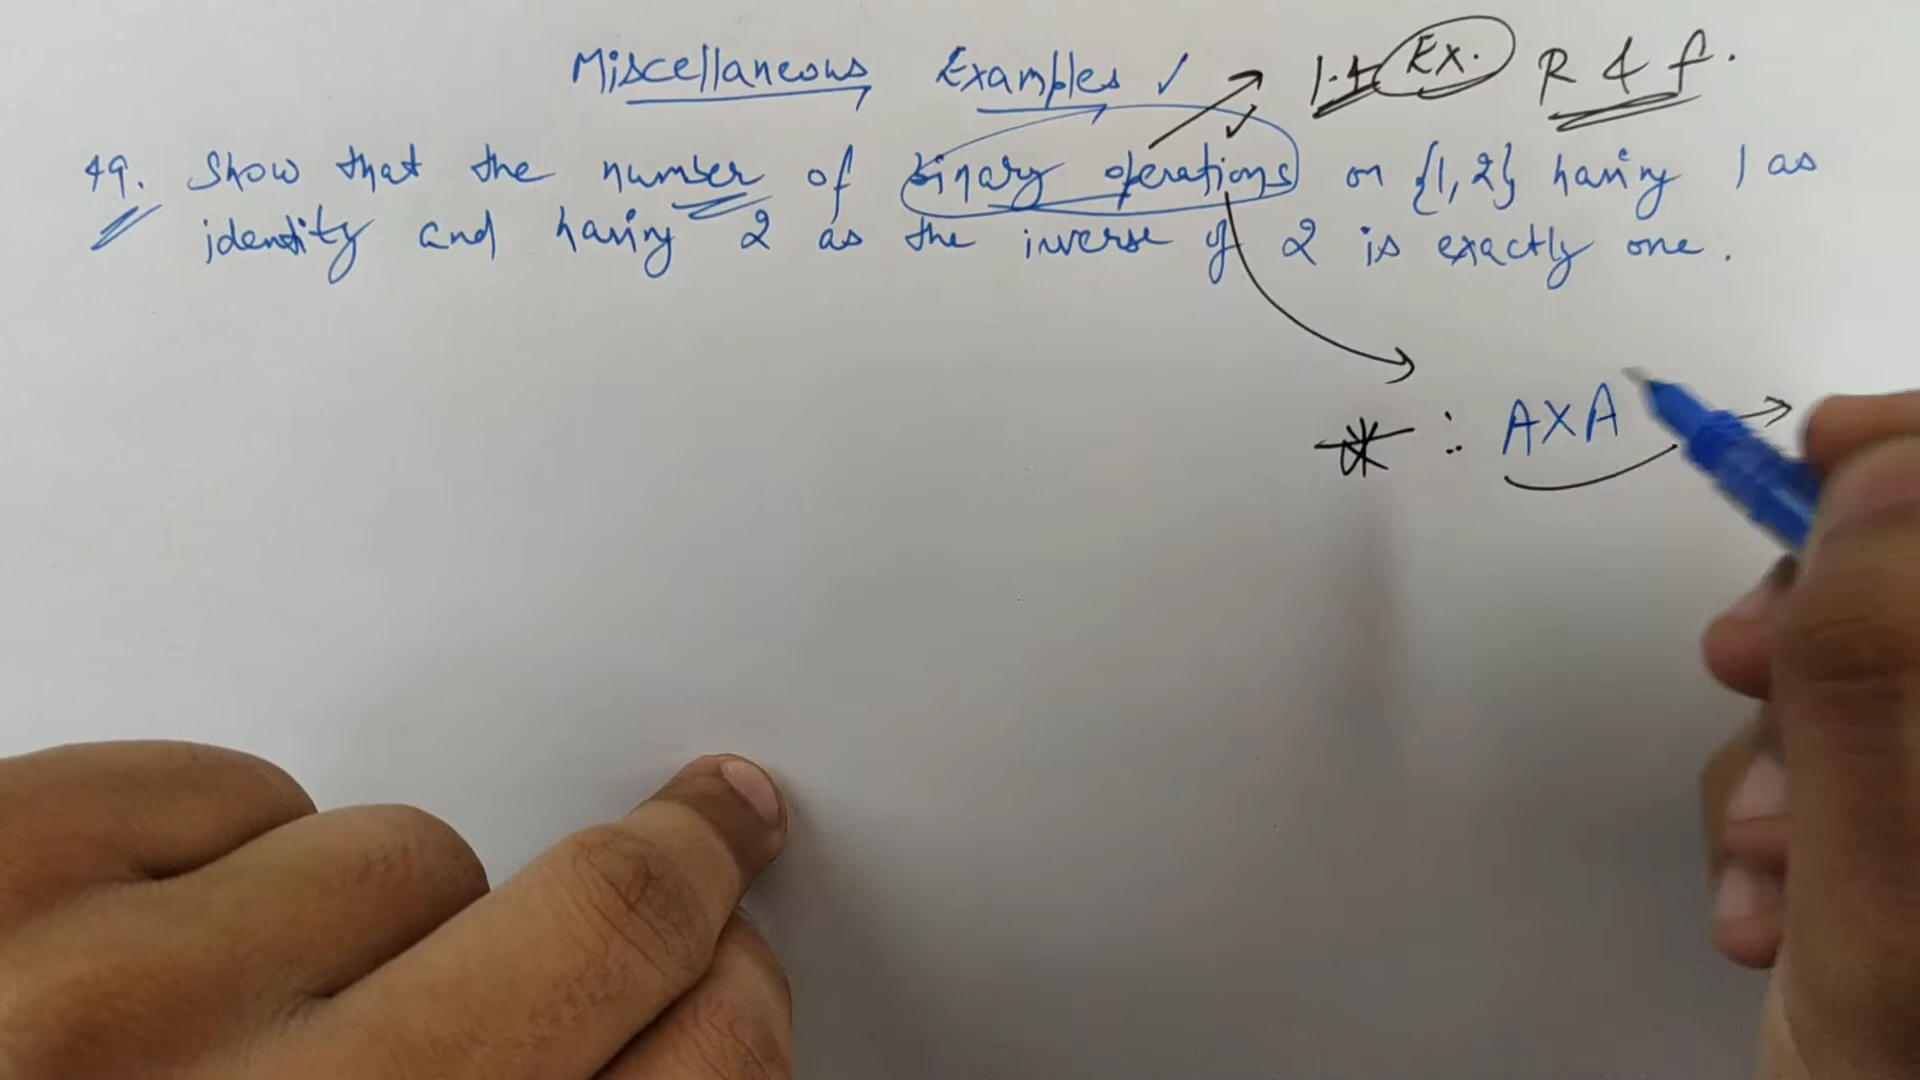 Miscellaneous Examples ✓ 1.4 Ex. R & f.
49. Show that the number of binary operations on {1,2} having 1 as
identity and having 2 as the inverse of 2 is exactly one.
* : A×A →